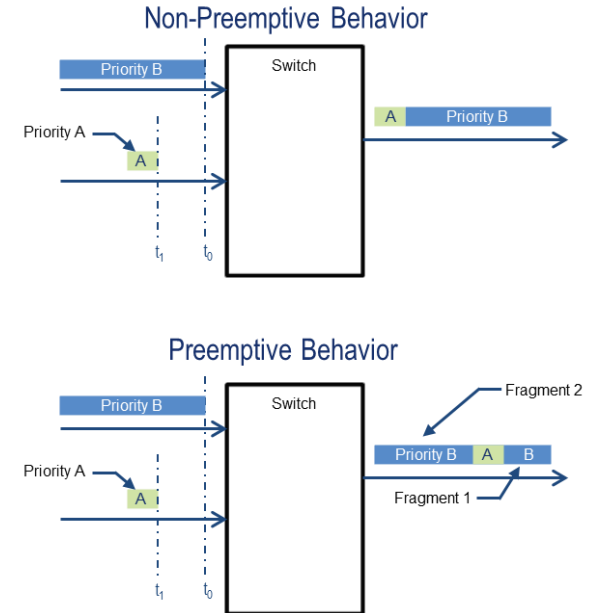 Non-Preemptive Behavior
Priority B
Switch
A Priority B
Priority A
A
t₁ t₀
Preemptive Behavior
Priority B
Switch
Fragment 2
Priority B A B
Priority A
A
Fragment 1
t₁ t₀